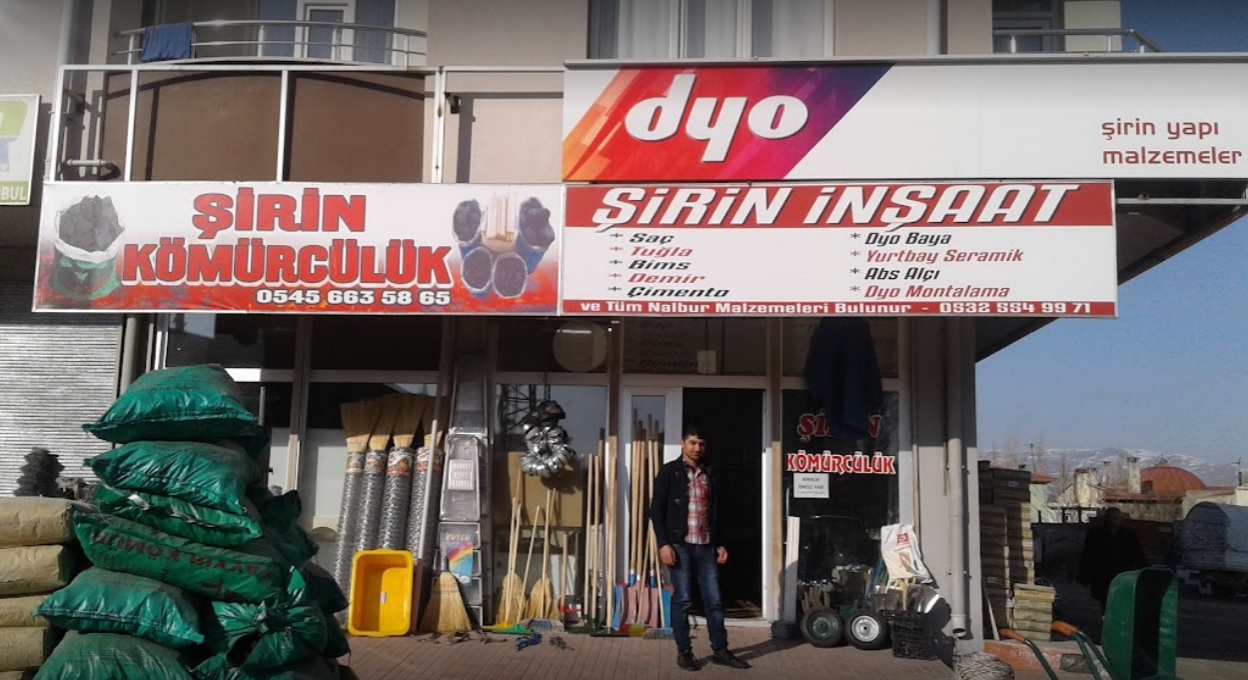 dyo
şirin yapı
malzemeler
ŞİRİN
KÖMÜRCÜLÜK
0545 663 58 65
ŞİRİN İNŞAAT
* Saç
* Tuğla
* Bims
* Demir
* Çimento
* Dyo Baya
* Yurtbay Seramik
* Abs Alçı
* Dyo Montalama
ve Tüm Nalbur Malzemeleri Bulunur - 0532 554 99 71
BUL
ŞİRİN
KÖMÜRCÜLÜK